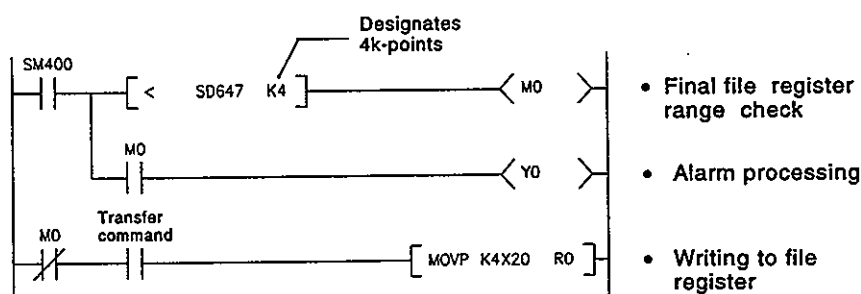 Designates
4k-points
SM400
< SD647 K4
M0
• Final file register
range check
M0
Y0
• Alarm processing
M0
Transfer
command
MOVP K4X20 R0
• Writing to file
register